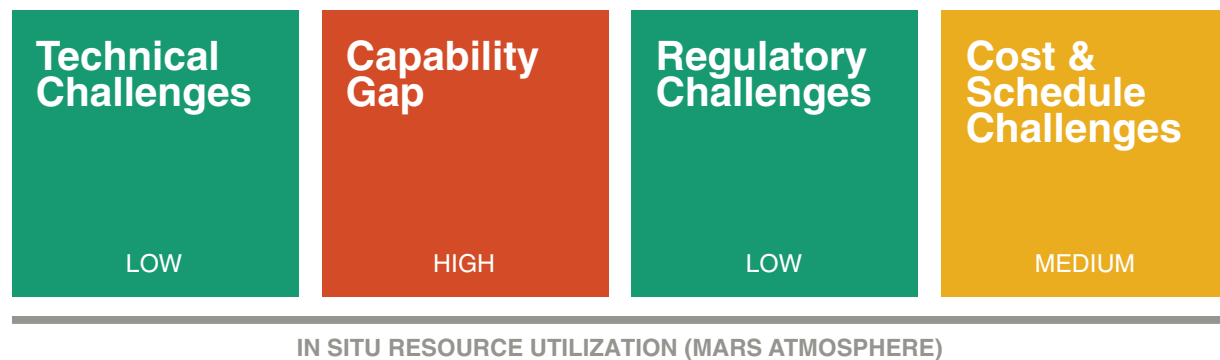 Technical
Challenges
LOW
Capability
Gap
HIGH
Regulatory
Challenges
LOW
Cost &
Schedule
Challenges
MEDIUM
IN SITU RESOURCE UTILIZATION (MARS ATMOSPHERE)